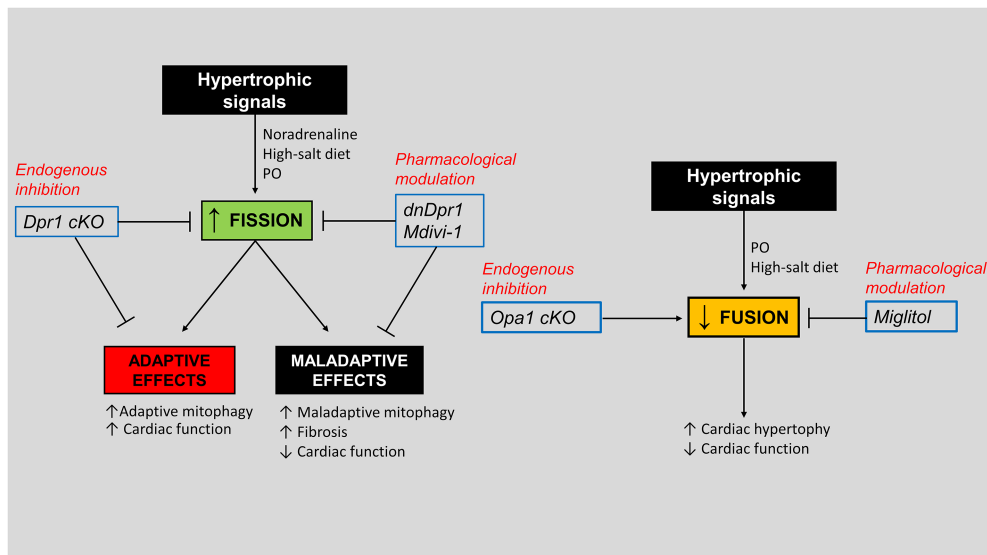 Hypertrophic
signals
Noradrenaline
High-salt diet
PO
Endogenous
inhibition
Dpr1 cKO
↑ FISSION
Pharmacological
modulation
dnDpr1
Mdivi-1
ADAPTIVE
EFFECTS
↑Adaptive mitophagy
↑ Cardiac function
MALADAPTIVE
EFFECTS
↑ Maladaptive mitophagy
↑ Fibrosis
↓ Cardiac function
Hypertrophic
signals
PO
High-salt diet
Endogenous
inhibition
Opa1 cKO
↓ FUSION
Pharmacological
modulation
Miglitol
↑ Cardiac hypertophy
↓ Cardiac function